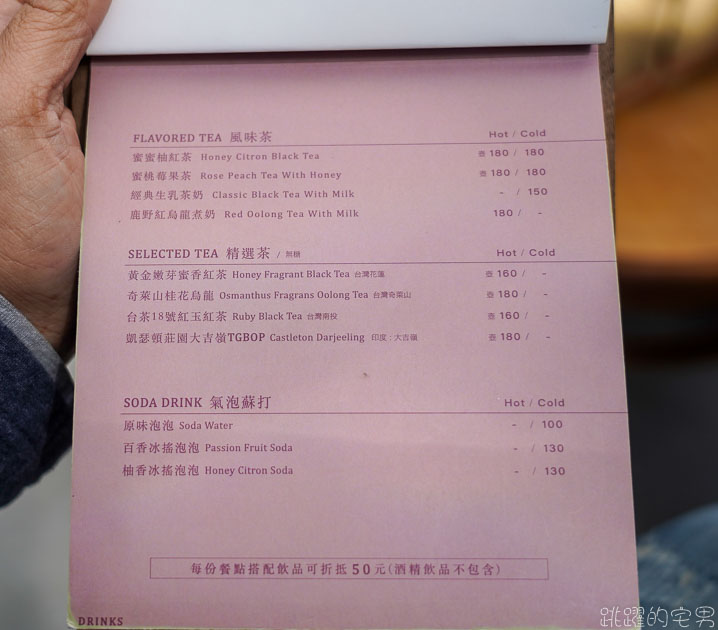 FLAVORED TEA 風味茶 Hot / Cold
蜜蜜柚紅茶 Honey Citron Black Tea 壺 180 / 180
蜜桃莓果茶 Rose Peach Tea With Honey 壺 180 / 180
經典生乳茶奶 Classic Black Tea With Milk - / 150
鹿野紅烏龍煮奶 Red Oolong Tea With Milk 180 / -
SELECTED TEA 精選茶 / 無糖 Hot / Cold
黃金嫩芽蜜香紅茶 Honey Fragrant Black Tea 台灣花蓮 壺 160 / -
奇萊山桂花烏龍 Osmanthus Fragrans Oolong Tea 台灣奇萊山 壺 180 / -
台茶18號紅玉紅茶 Ruby Black Tea 台灣南投 壺 160 / -
凱瑟頓莊園大吉嶺TGBOP Castleton Darjeeling 印度:大吉嶺 壺 180 / -
SODA DRINK 氣泡蘇打 Hot / Cold
原味泡泡 Soda Water - / 100
百香冰搖泡泡 Passion Fruit Soda - / 130
柚香冰搖泡泡 Honey Citron Soda - / 130
每份餐點搭配飲品可折抵50元(酒精飲品不包含)
DRINKS
跳躍的宅男